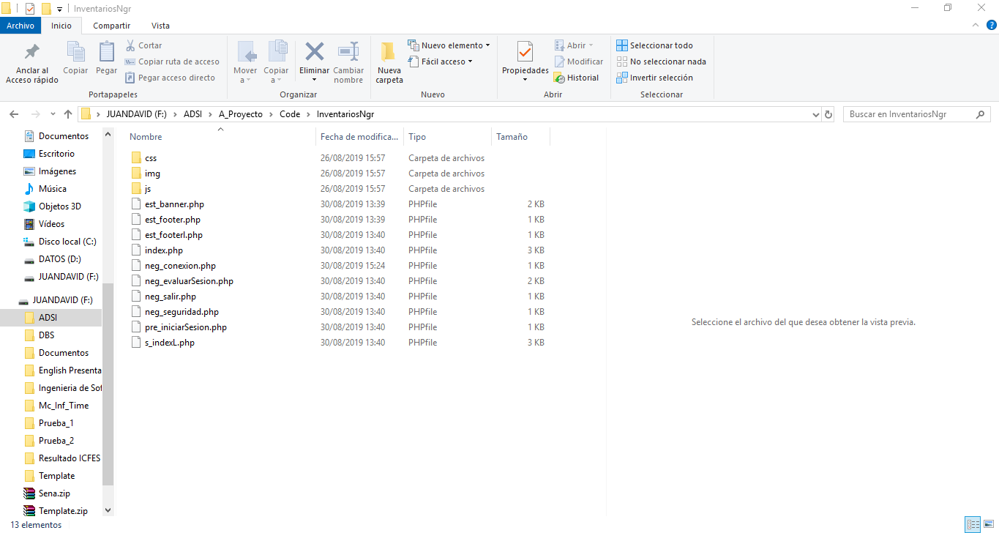 InventariosNgr
Archivo Inicio Compartir Vista
Anclar al Acceso rápido
Copiar
Pegar
Cortar
Copiar ruta de acceso
Pegar acceso directo
Portapapeles
Mover a
Copiar a
Eliminar
Cambiar nombre
Organizar
Nueva carpeta
Nuevo elemento
Fácil acceso
Nuevo
Propiedades
Abrir
Modificar
Historial
Abrir
Seleccionar todo
No seleccionar nada
Invertir selección
Seleccionar
JUANDAVID (F:) > ADSI > A_Proyecto > Code > InventariosNgr
Buscar en InventariosNgr
Documentos
Escritorio
Imágenes
Música
Objetos 3D
Vídeos
Disco local (C:)
DATOS (D:)
JUANDAVID (F:)
JUANDAVID (F:)
ADSI
DBS
Documentos
English Presenta
Ingenieria de Sof
Mc_Inf_Time
Prueba_1
Prueba_2
Resultado ICFES
Template
Sena.zip
Template.zip
Nombre Fecha de modifica... Tipo Tamaño
css 26/08/2019 15:57 Carpeta de archivos
img 26/08/2019 15:57 Carpeta de archivos
js 26/08/2019 15:57 Carpeta de archivos
est_banner.php 30/08/2019 13:39 PHPfile 2 KB
est_footer.php 30/08/2019 13:39 PHPfile 1 KB
est_footerl.php 30/08/2019 13:40 PHPfile 1 KB
index.php 30/08/2019 13:40 PHPfile 3 KB
neg_conexion.php 30/08/2019 15:24 PHPfile 1 KB
neg_evaluarSesion.php 30/08/2019 13:40 PHPfile 2 KB
neg_salir.php 30/08/2019 13:40 PHPfile 1 KB
neg_seguridad.php 30/08/2019 13:40 PHPfile 1 KB
pre_iniciarSesion.php 30/08/2019 13:40 PHPfile 1 KB
s_indexL.php 30/08/2019 13:40 PHPfile 3 KB
Seleccione el archivo del que desea obtener la vista previa.
13 elementos